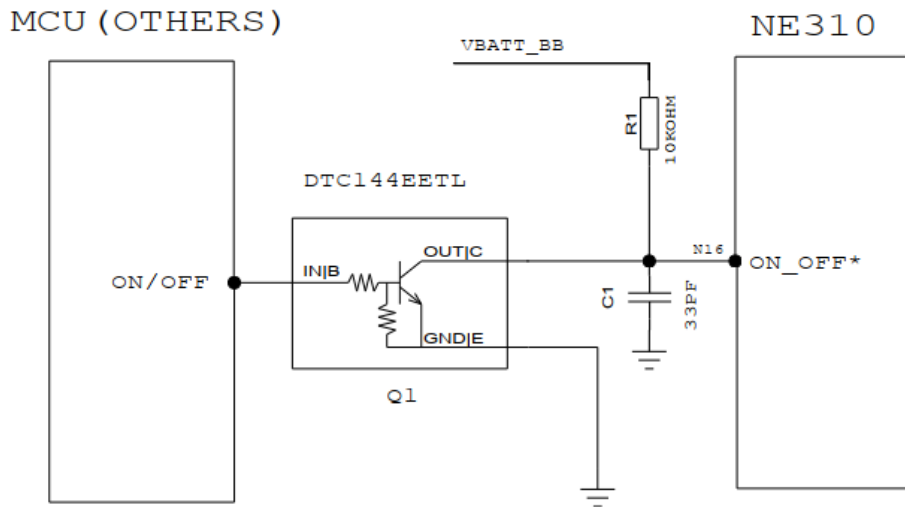 MCU(OTHERS)
NE310
VBATT_BB
R1
10KOHM
DTC144EETL
OUT|C
N16
ON_OFF*
IN|B
ON/OFF
C1
33PF
GND|E
Q1